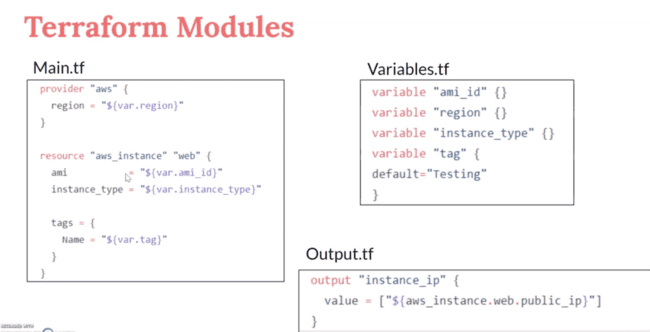 Terraform Modules
Main.tf
provider "aws" {
region = "${var.region}"
}
resource "aws_instance" "web" {
ami = "${var.ami_id}"
instance_type = "${var.instance_type}"
tags = {
Name = "${var.tag}"
}
}
Variables.tf
variable "ami_id" {}
variable "region" {}
variable "instance_type" {}
variable "tag" {
default="Testing"
}
Output.tf
output "instance_ip" {
value = ["${aws_instance.web.public_ip}"]
}